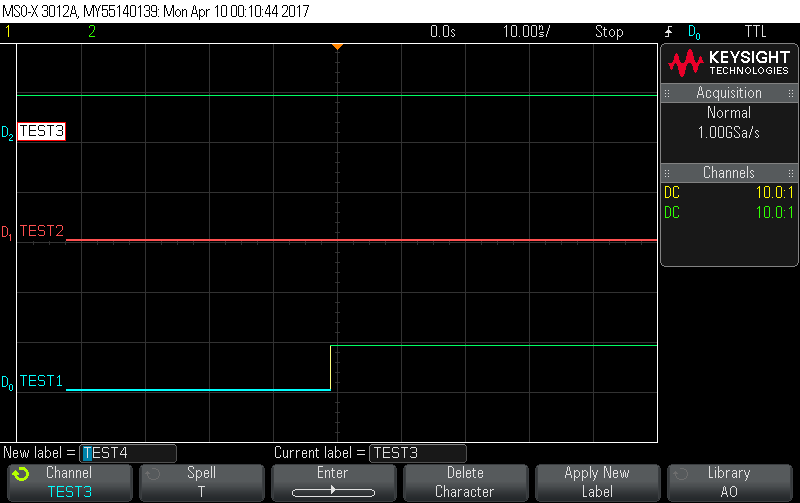 MSO-X 3012A, MY55140139: Mon Apr 10 00:10:44 2017
1 2 0.0s 10.00ms/ Stop D0 TTL
KEYSIGHT
TECHNOLOGIES
Acquisition
Normal
1.00GSa/s
Channels
DC 10.0:1
DC 10.0:1
D2 TEST3
D1 TEST2
D0 TEST1
New label = TEST4 Current label = TEST3
Channel
TEST3
Spell
T
Enter
Delete
Character
Apply New
Label
Library
A0